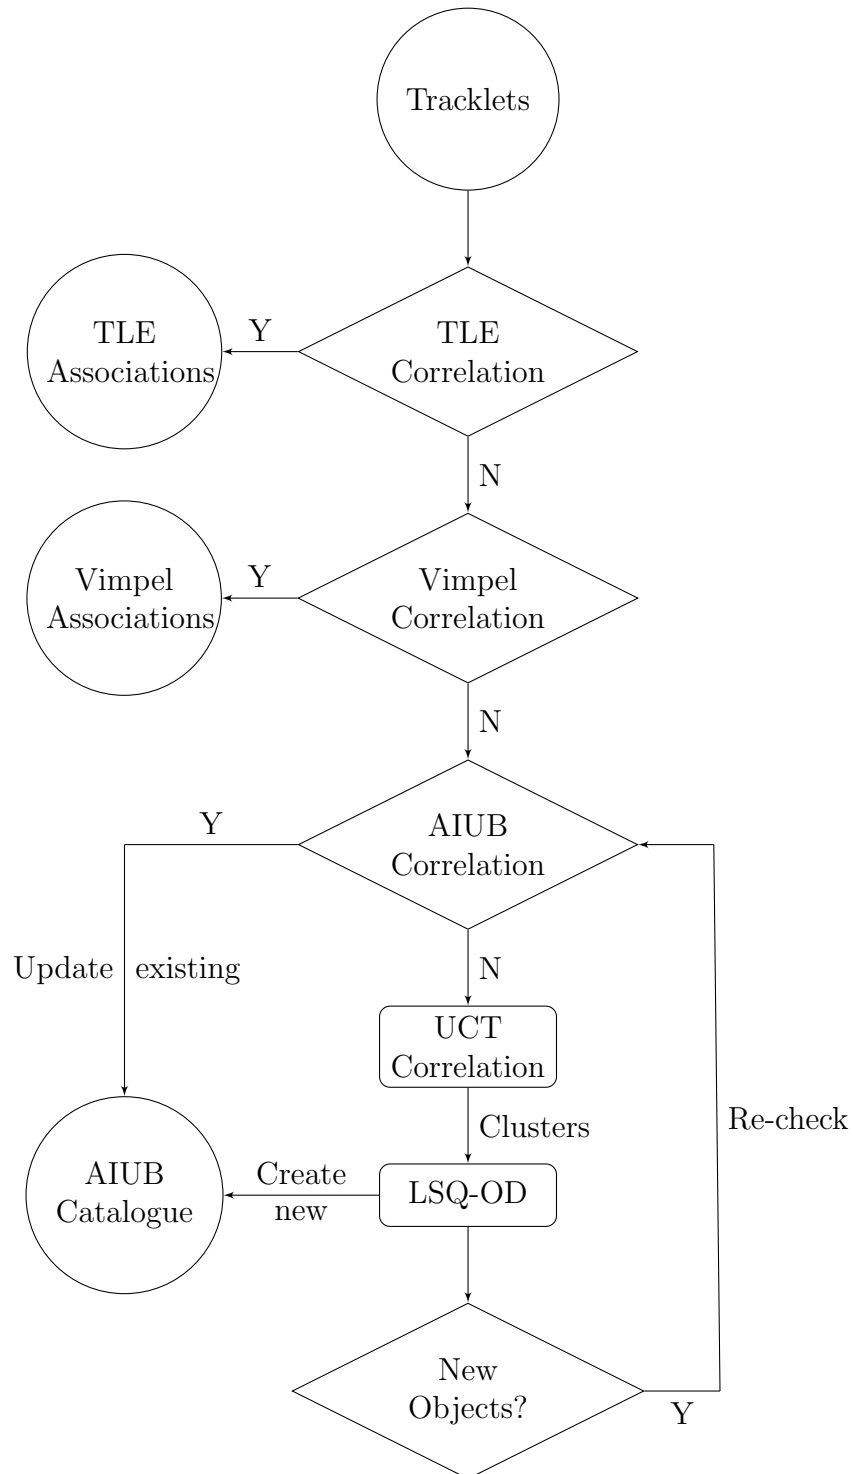 Tracklets
TLE
Associations
Y
TLE
Correlation
N
Vimpel
Associations
Y
Vimpel
Correlation
N
Y
AIUB
Correlation
Update existing
N
UCT
Correlation
Re-check
Clusters
AIUB
Catalogue
Create
new
LSQ-OD
New
Objects?
Y